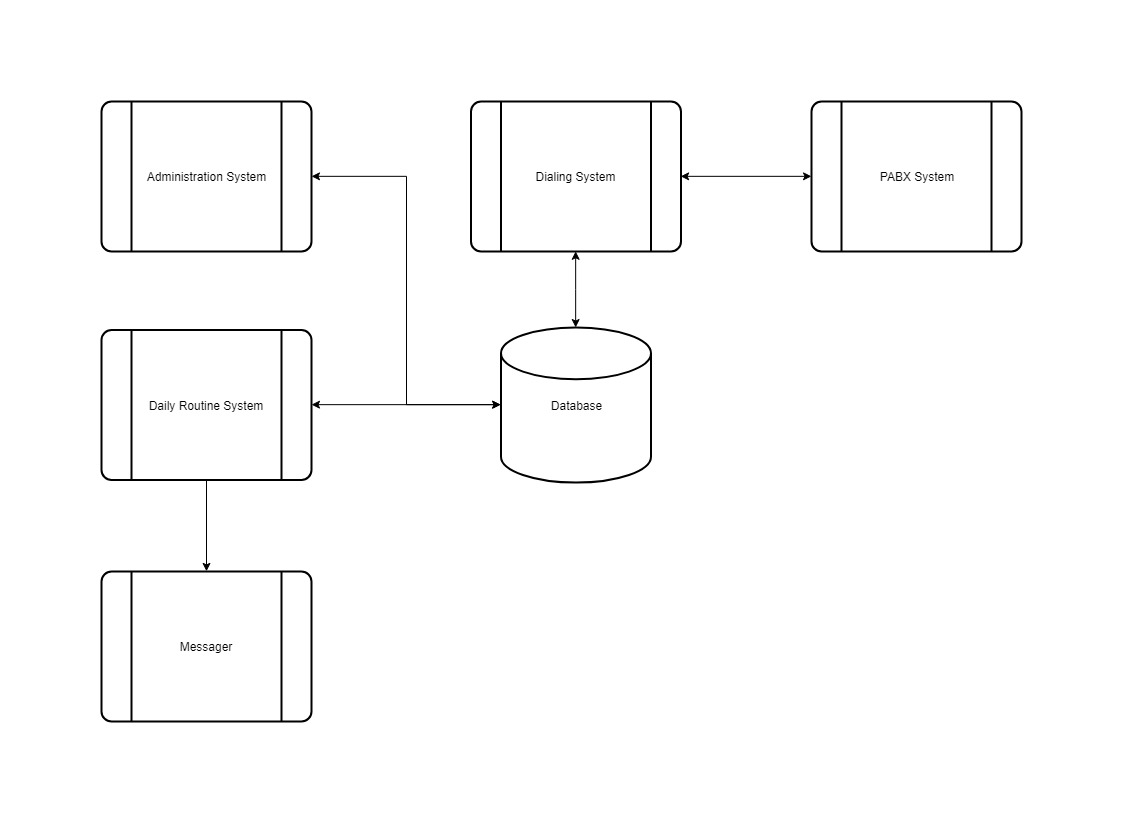 Administration System
Dialing System
PABX System
Daily Routine System
Database
Messager